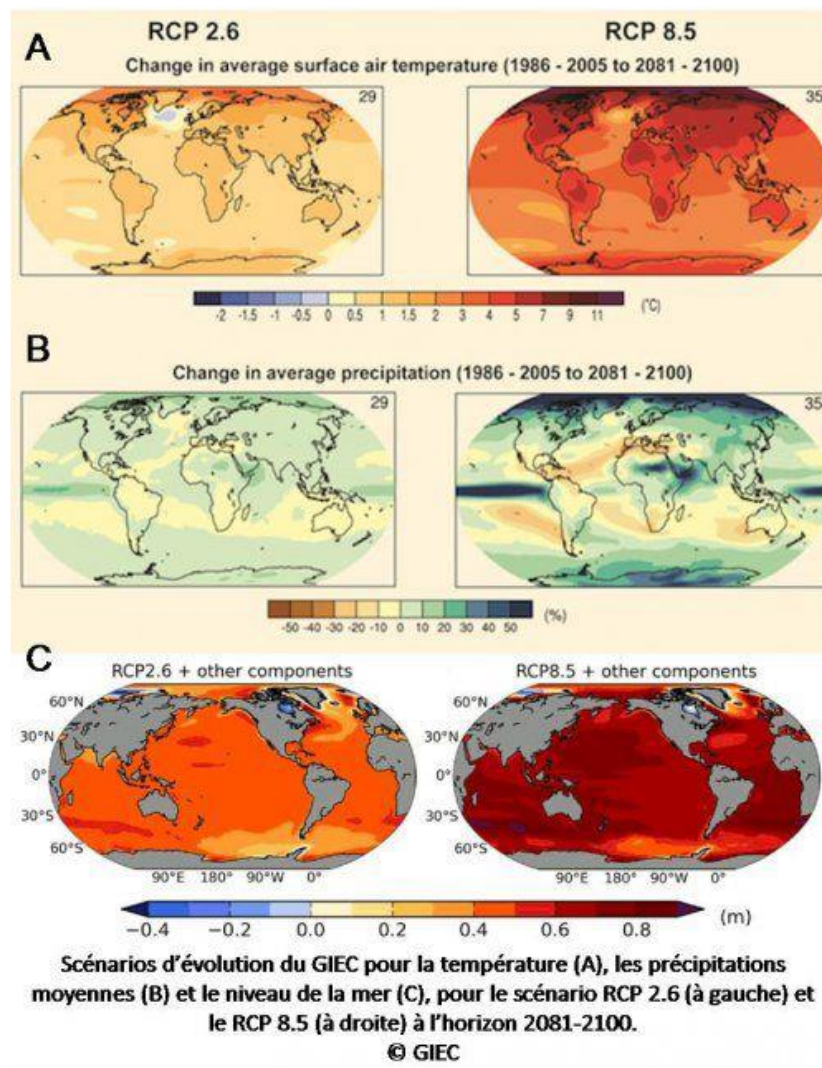 A
RCP 2.6
RCP 8.5
Change in average surface air temperature (1986 - 2005 to 2081 - 2100)
29
35
-2 -1.5 -1 -0.5 0 0.5 1 1.5 2 3 4 5 7 9 11 (°C)
B
Change in average precipitation (1986 - 2005 to 2081 - 2100)
29
35
-50 -40 -30 -20 -10 0 10 20 30 40 50 (%)
C
RCP2.6 + other components
RCP8.5 + other components
60°N
60°N
30°N
30°N
0°
0°
30°S
30°S
60°S
60°S
90°E 180° 90°W 0°
90°E 180° 90°W 0°
−0.4 −0.2 0.0 0.2 0.4 0.6 0.8 (m)
Scénarios d'évolution du GIEC pour la température (A), les précipitations
moyennes (B) et le niveau de la mer (C), pour le scénario RCP 2.6 (à gauche) et
le RCP 8.5 (à droite) à l'horizon 2081-2100.
© GIEC